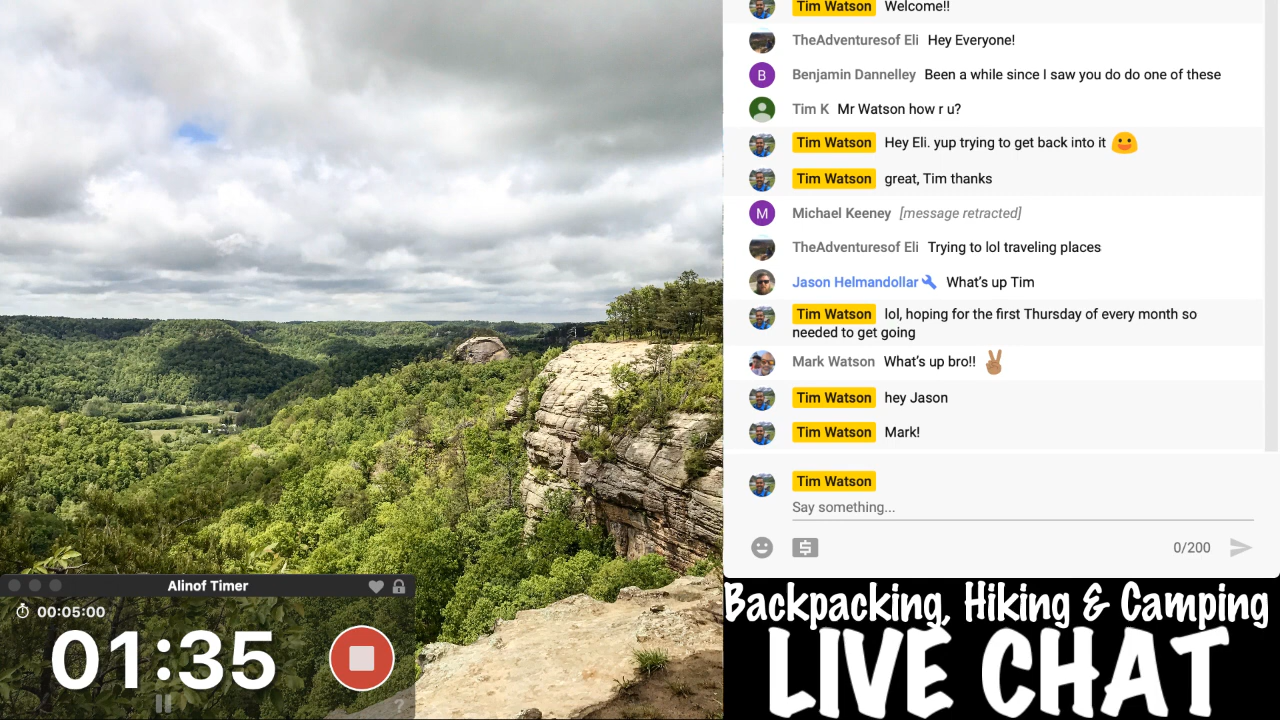 Tim Watson Welcome!!
TheAdventuresof Eli Hey Everyone!
B Benjamin Dannelley Been a while since I saw you do do one of these
Tim K Mr Watson how r u?
Tim Watson Hey Eli. yup trying to get back into it
Tim Watson great, Tim thanks
M Michael Keeney [message retracted]
TheAdventuresof Eli Trying to lol traveling places
Jason Helmandollar What's up Tim
Tim Watson lol, hoping for the first Thursday of every month so
needed to get going
Mark Watson What's up bro!!
Tim Watson hey Jason
Tim Watson Mark!
Tim Watson
Say something...
0/200
Alinof Timer
00:05:00
01:35
?
Backpacking, Hiking & Camping
LIVE CHAT